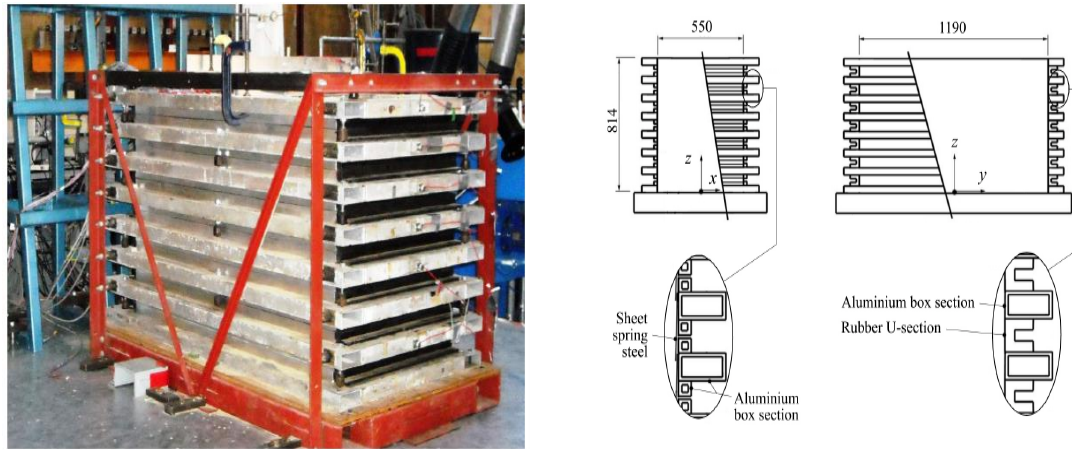 550
1190
814
z
x
z
y
Sheet
spring
steel
Aluminium
box section
Aluminium box section
Rubber U-section